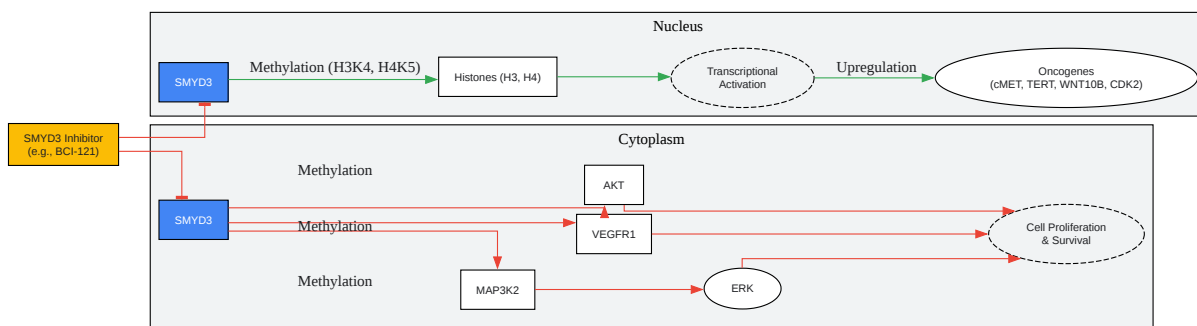 Nucleus
SMYD3
Methylation (H3K4, H4K5)
Histones (H3, H4)
Transcriptional
Activation
Upregulation
Oncogenes
(cMET, TERT, WNT10B, CDK2)
SMYD3 Inhibitor
(e.g., BCI-121)
Cytoplasm
Methylation
AKT
SMYD3
Methylation
VEGFR1
Cell Proliferation
& Survival
Methylation
MAP3K2
ERK